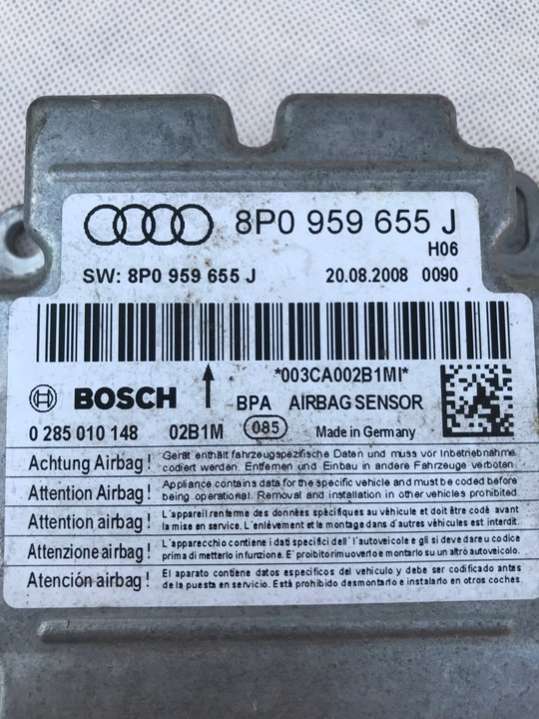 8P0 959 655 J
H06
SW: 8P0 959 655 J 20.08.2008 0090
*003CA002B1MI*
BOSCH BPA AIRBAG SENSOR
0 285 010 148 02B1M 085 Made in Germany
Achtung Airbag! Gerät enthält fahrzeugspezifische Daten und muss vor Inbetriebnahme
codiert werden. Entfernen und Einbau in andere Fahrzeuge verboten.
Attention Airbag! Appliance contains data for the specific vehicle and must be coded before
being operational. Removal and installation in other vehicles prohibited.
Attention airbag! L'appareil renferme des données spécifiques au véhicule et doit être codé avant
la mise en service. L'enlèvement et le montage dans d'autres véhicules est interdit.
Attenzione airbag! L'apparecchio contiene i dati specifici dell' l'autoveicolo e gli si deve dare u codice
prima di metterlo in funzione. E' proibito rimuoverlo e montarlo su un altro autoveicolo.
Atención airbag! El aparato contiene datos especificos del vehículo y debe ser codificado antes
de la puesta en servicio. Está prohibido desmontarlo e instalarlo en otros coches.